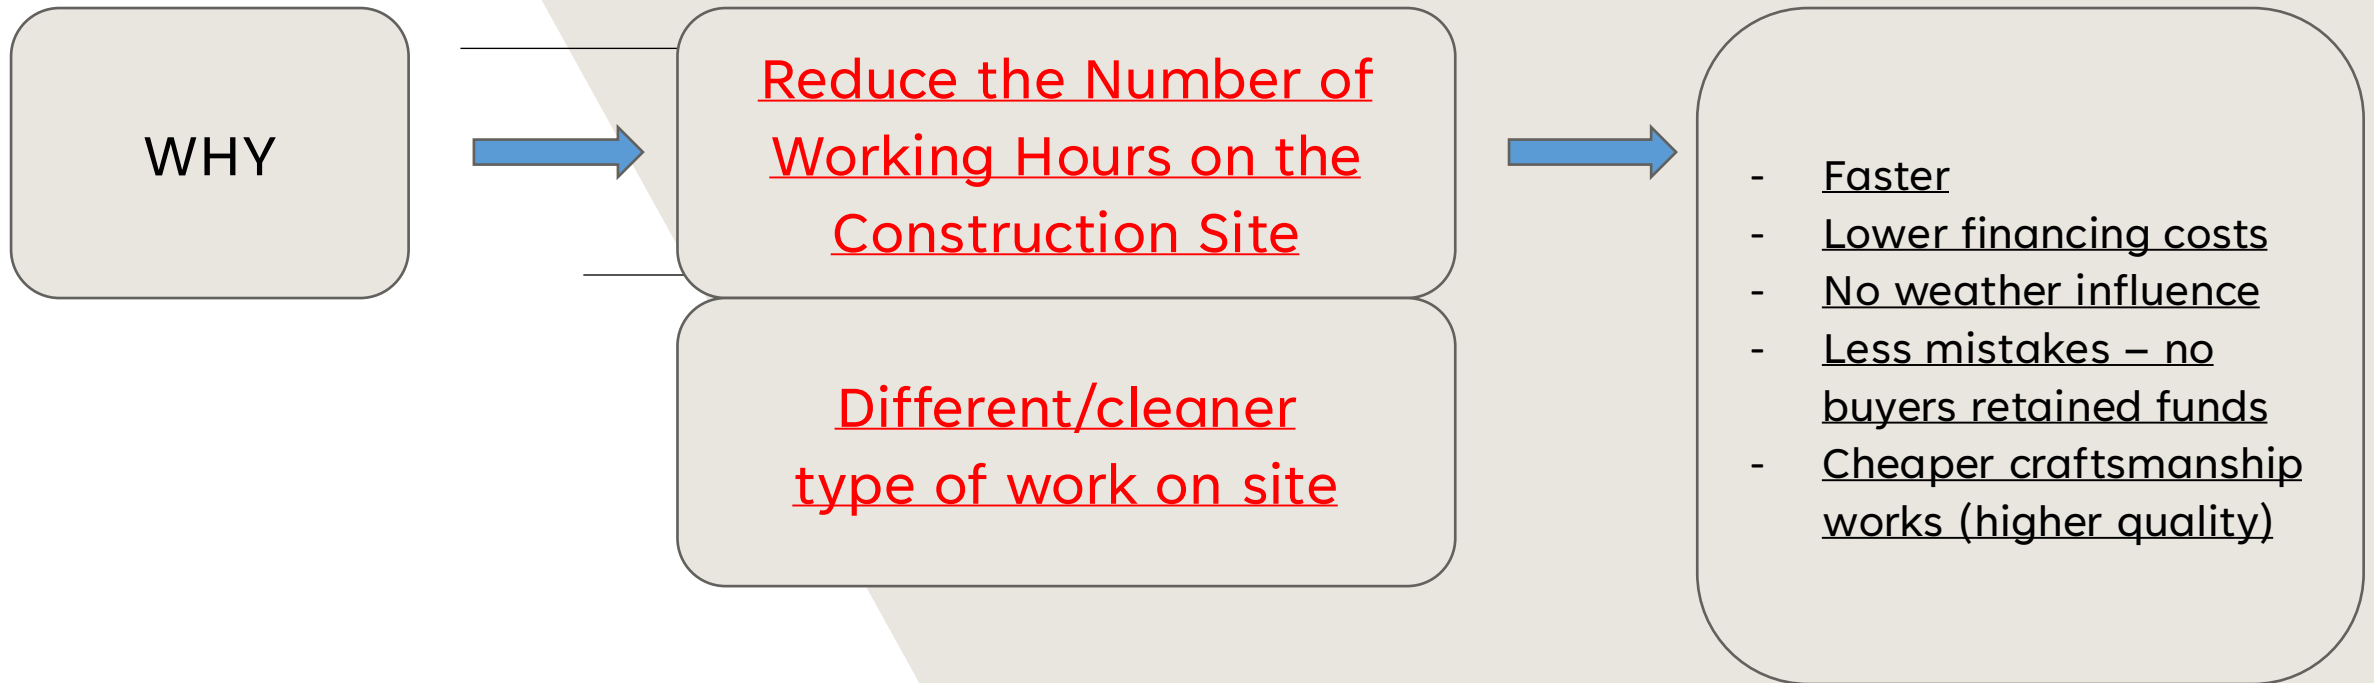 WHY
Reduce the Number of
Working Hours on the
Construction Site
Different/cleaner
type of work on site
- Faster
- Lower financing costs
- No weather influence
- Less mistakes – no
buyers retained funds
- Cheaper craftsmanship
works (higher quality)